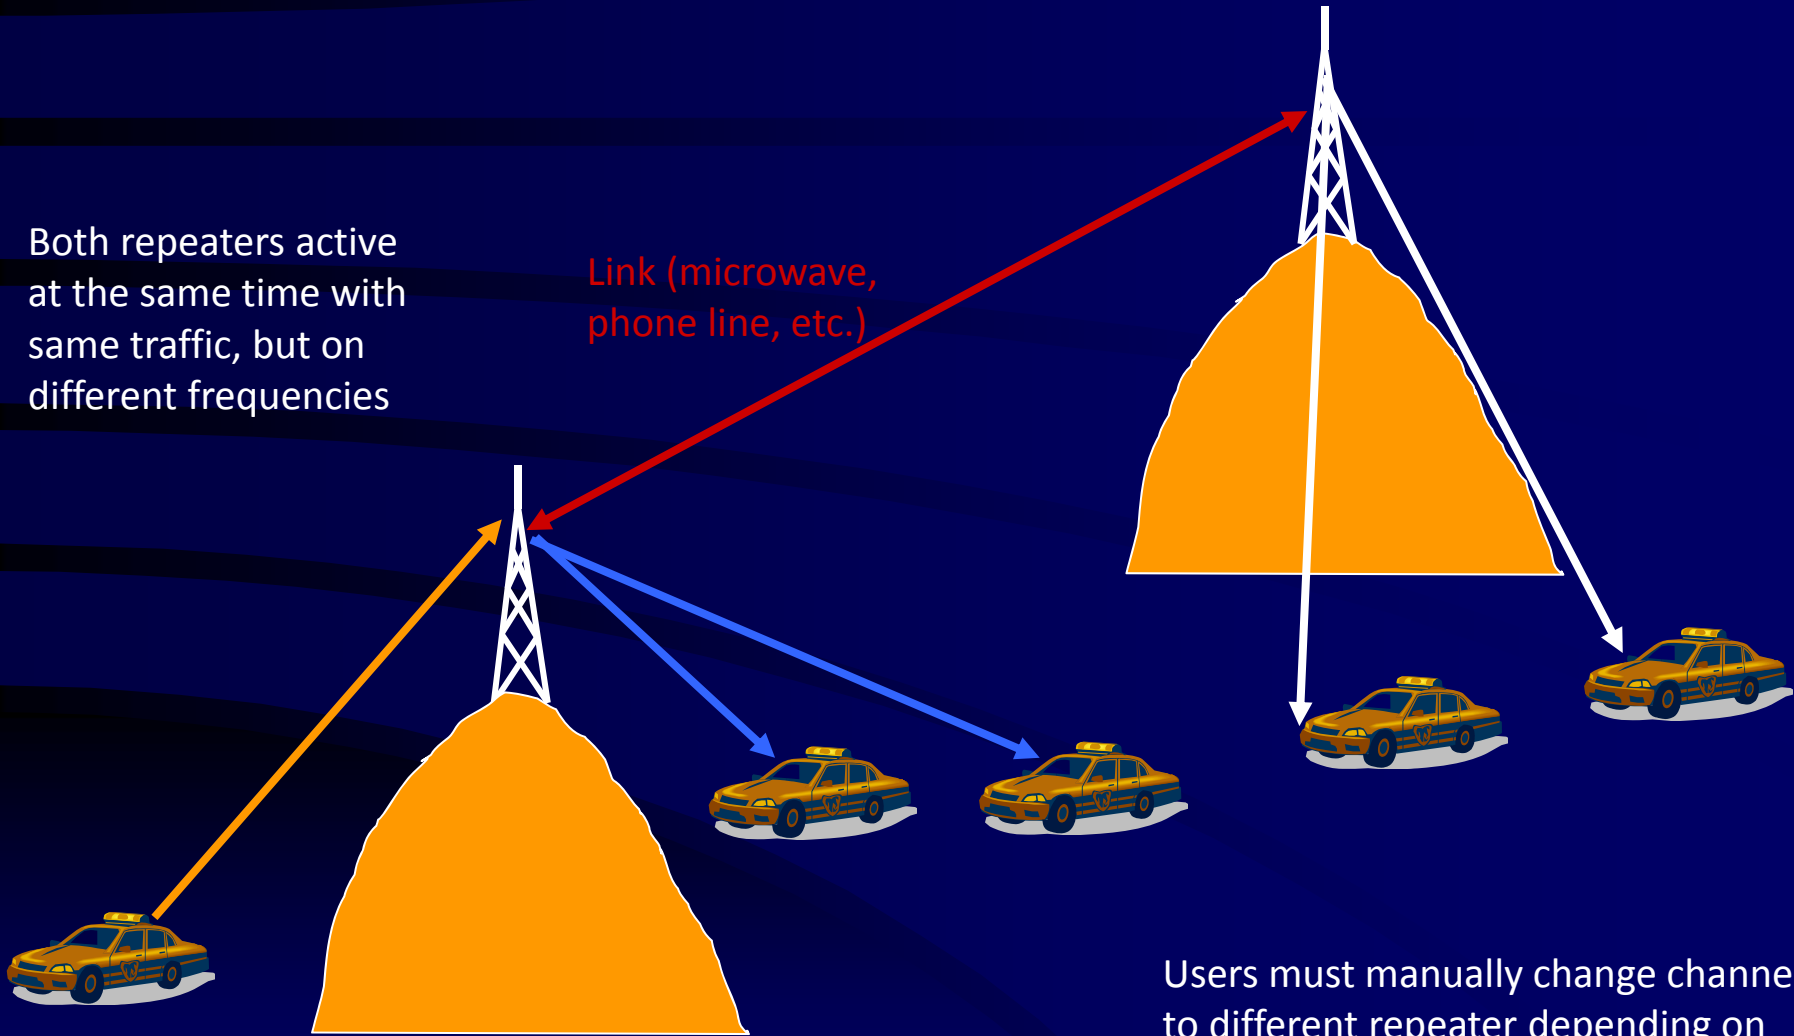 Both repeaters active
at the same time with
same traffic, but on
different frequencies
Link (microwave,
phone line, etc.)
Users must manually change channe
to different repeater depending on